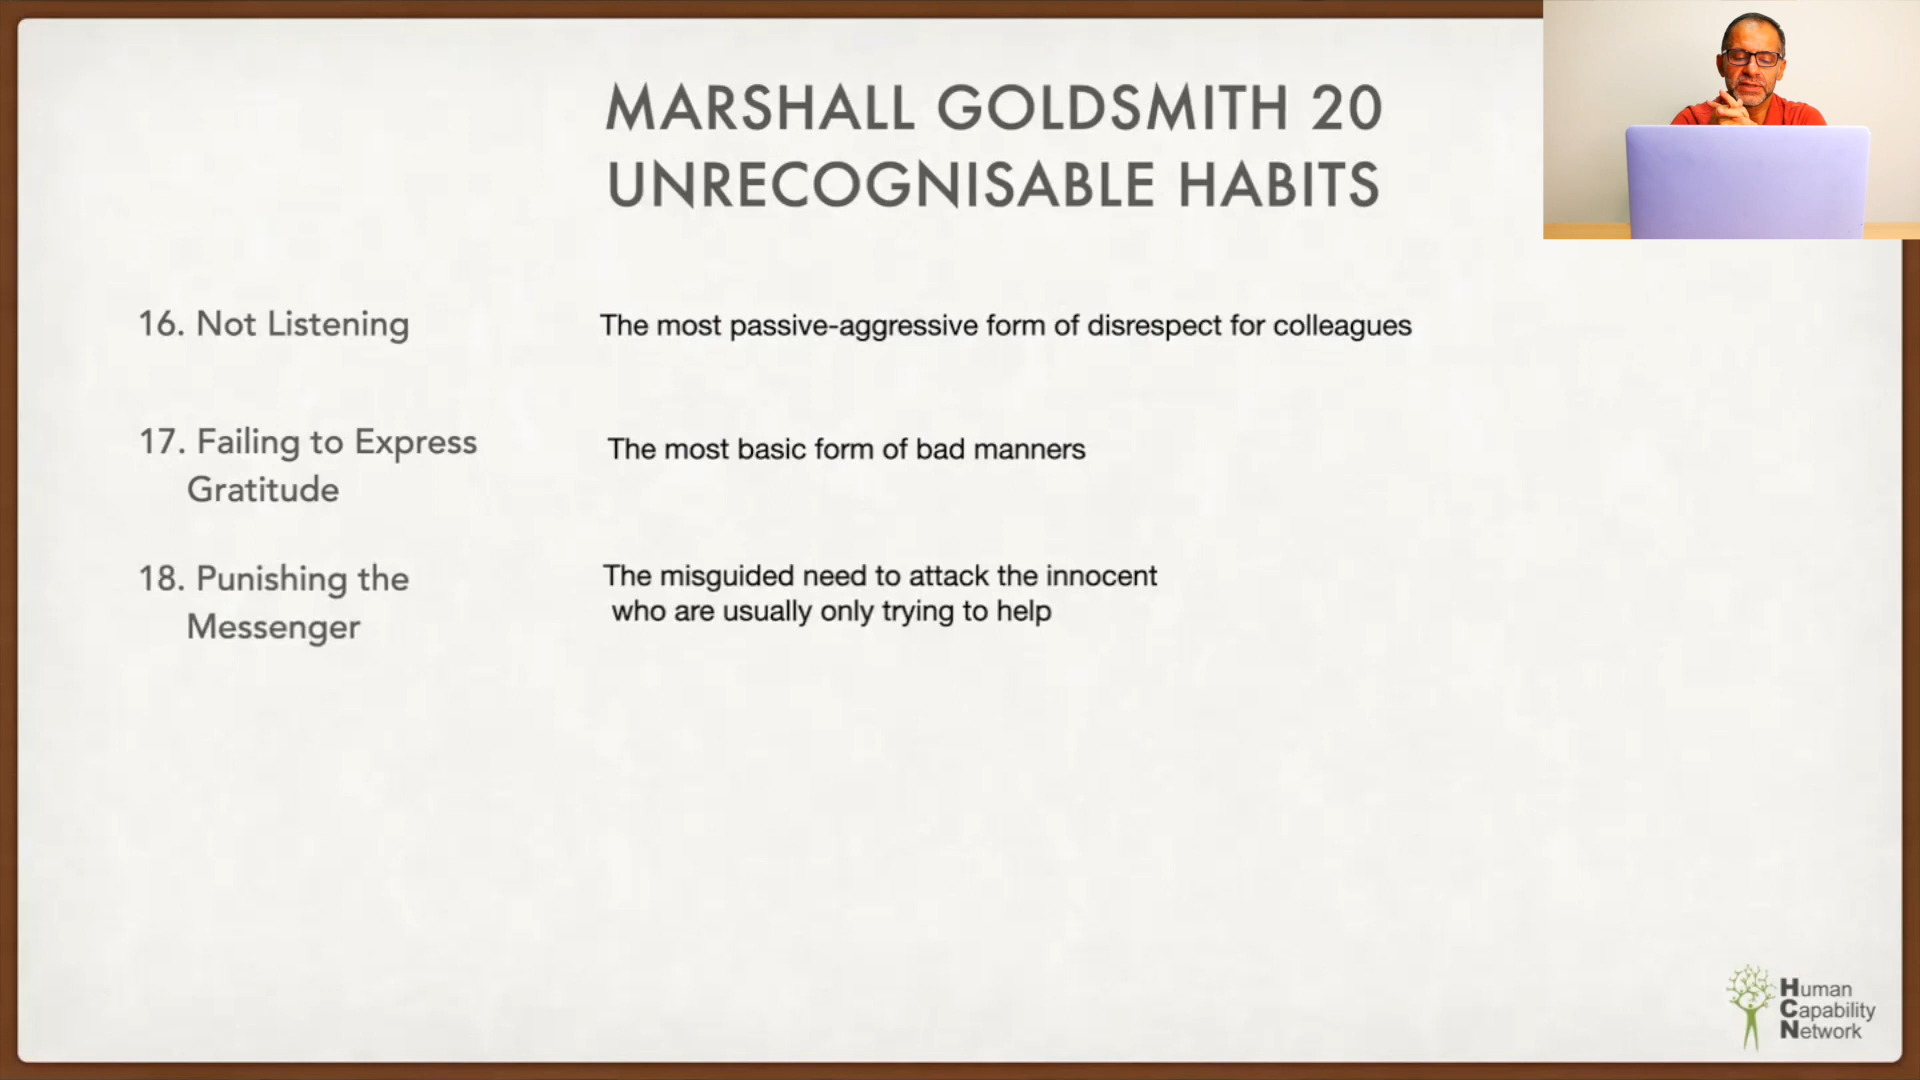 MARSHALL GOLDSMITH 20
UNRECOGNISABLE HABITS
16. Not Listening
The most passive-aggressive form of disrespect for colleagues
17. Failing to Express
Gratitude
The most basic form of bad manners
18. Punishing the
Messenger
The misguided need to attack the innocent
who are usually only trying to help
Human
Capability
Network